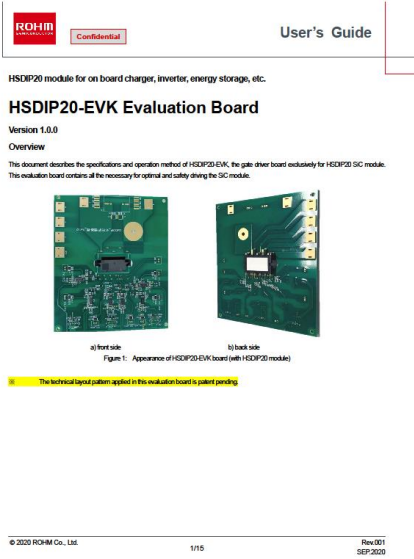 ROHM
SEMICONDUCTOR
Confidential
User's Guide
HSDIP20 module for on board charger, inverter, energy storage, etc.
HSDIP20-EVK Evaluation Board
Version 1.0.0
Overview
This document describes the specifications and operation method of HSDIP20-EVK, the gate driver board exclusively for HSDIP20 SiC module.
This evaluation board contains all the necessary for optimal and safety driving the SiC module.
a) front side
b) back side
Figure 1: Appearance of HSDIP20-EVK board (with HSDIP20 module)
※ The technical layout pattern applied in this evaluation board is patent pending.
© 2020 ROHM Co., Ltd.
1/15
Rev.001
SEP.2020